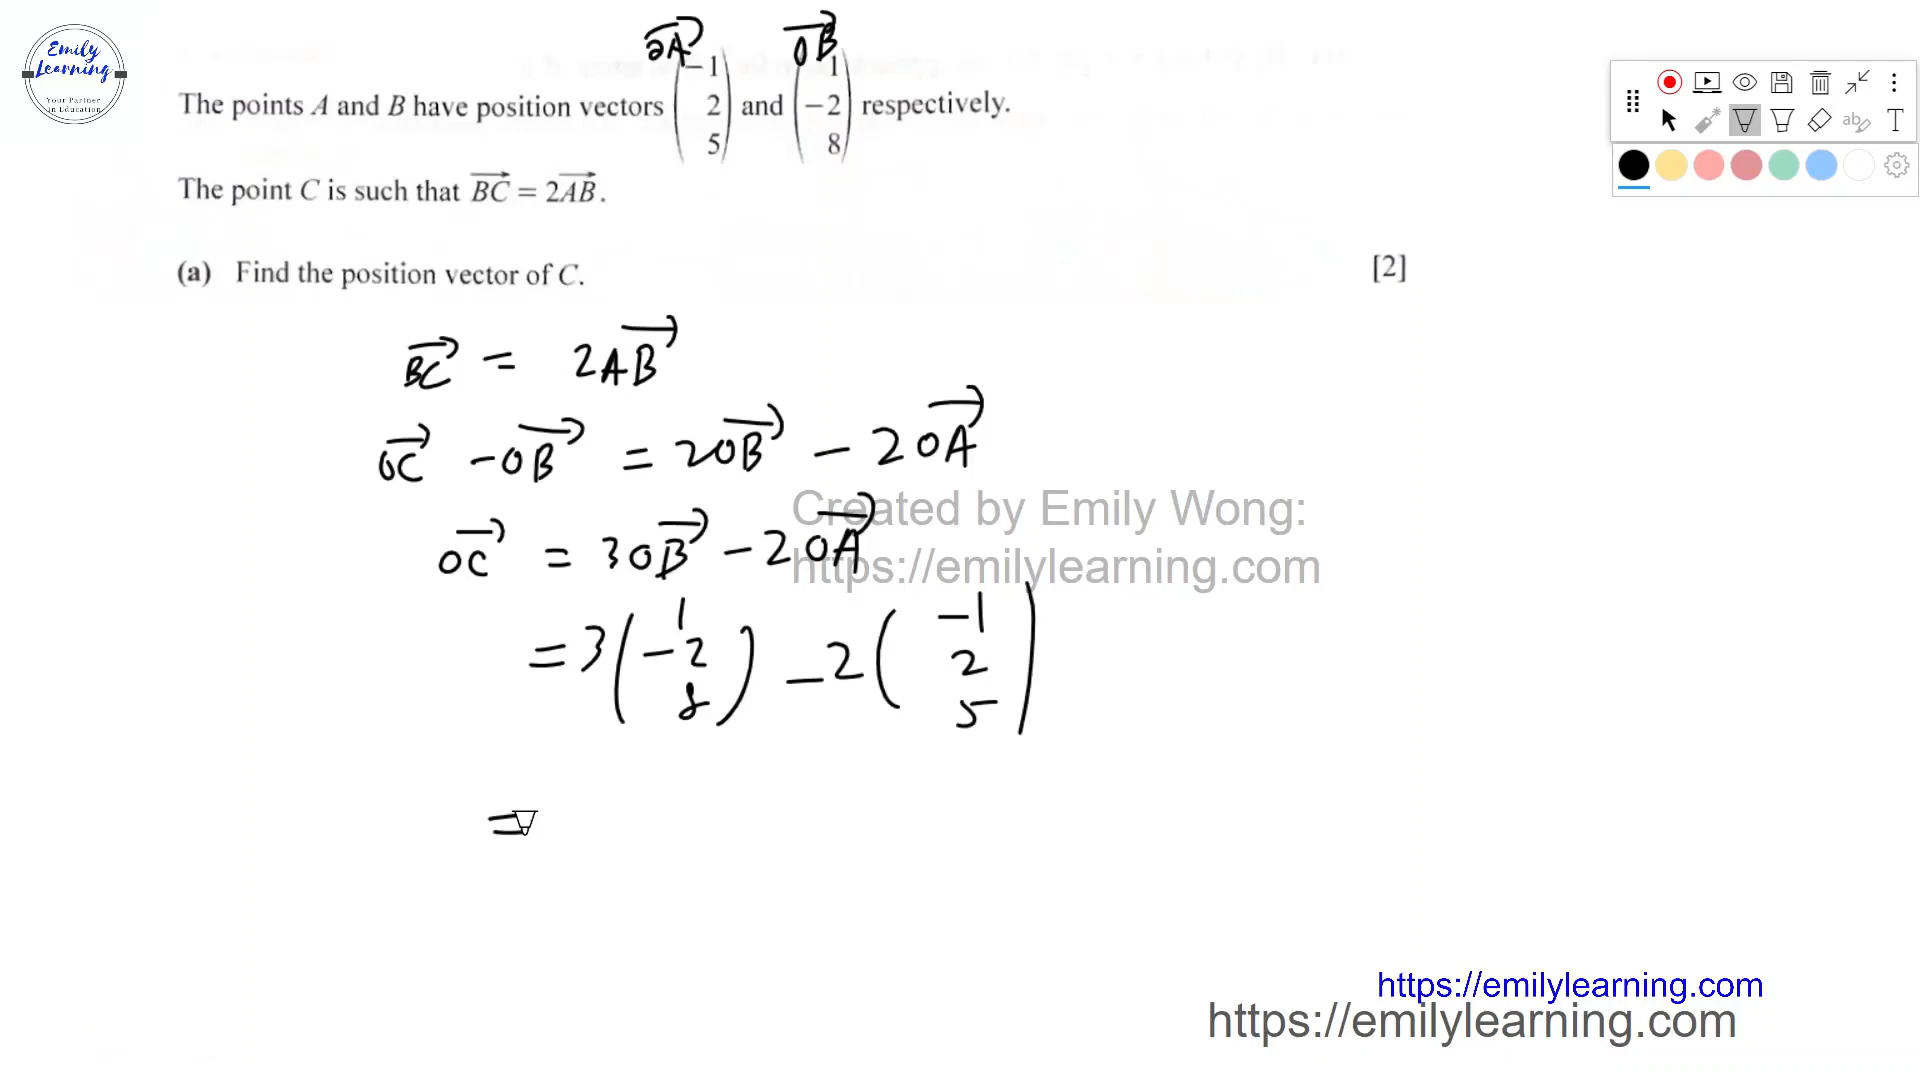 Emily
Learning
Your Partner
in Education
OA→ OB→
The points A and B have position vectors (−1 2 5) and (1 −2 8) respectively.
The point C is such that BC→ = 2AB→.
(a) Find the position vector of C. [2]
BC→ = 2AB→
OC→ − OB→ = 2OB→ − 2OA→
Created by Emily Wong:
OC→ = 3OB→ − 2OA→
https://emilylearning.com
= 3(1 −2 8) − 2(−1 2 5)
=
https://emilylearning.com
https://emilylearning.com
ab
T